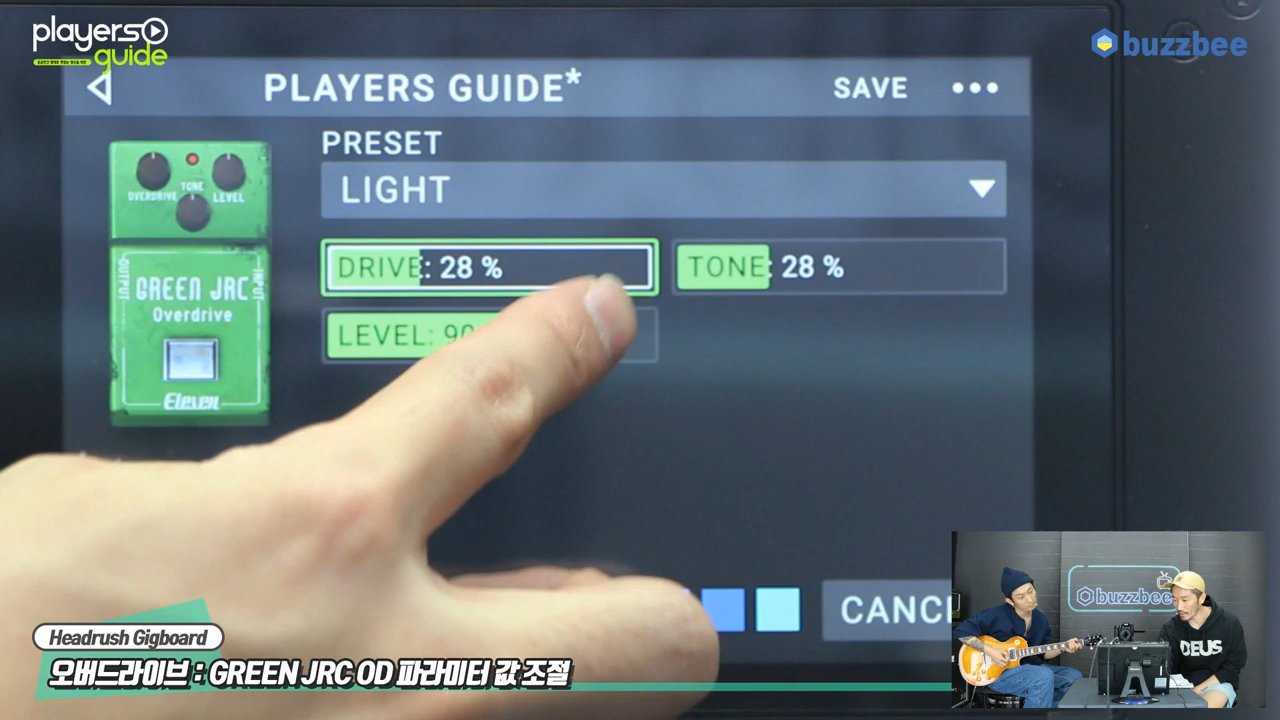 players
guide
buzzbee
PLAYERS GUIDE*
SAVE
PRESET
LIGHT
OVERDRIVE
TONE
LEVEL
DRIVE: 28 %
TONE: 28 %
LEVEL: 90
OUTPUT
INPUT
GREEN JRC
Overdrive
Eleven
CANC
buzzbee
DEUS
Headrush Gigboard
오버드라이브 : GREEN JRC OD 파라미터 값 조절